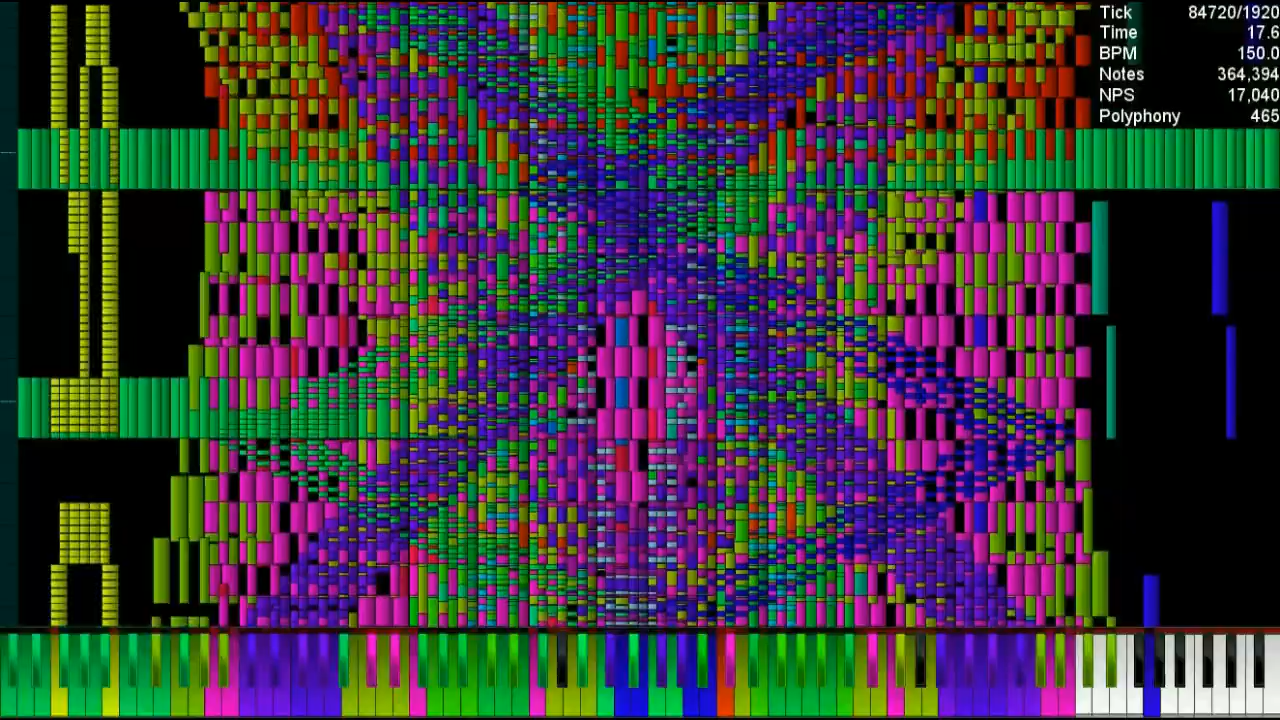 Tick 84720/1920
Time 17.6
BPM 150.0
Notes 364,394
NPS 17,040
Polyphony 465